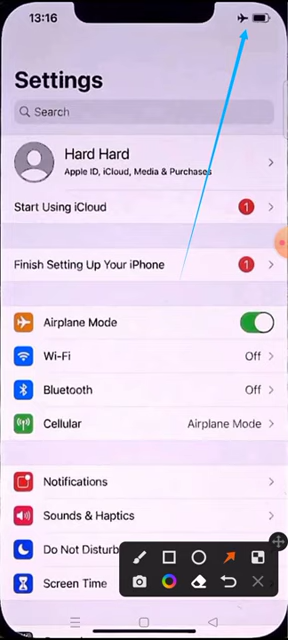 13:16
Settings
Search
Hard Hard
Apple ID, iCloud, Media & Purchases
Start Using iCloud 1
Finish Setting Up Your iPhone 1
Airplane Mode
Wi-Fi Off
Bluetooth Off
Cellular Airplane Mode
Notifications
Sounds & Haptics
Do Not Disturb
Screen Time